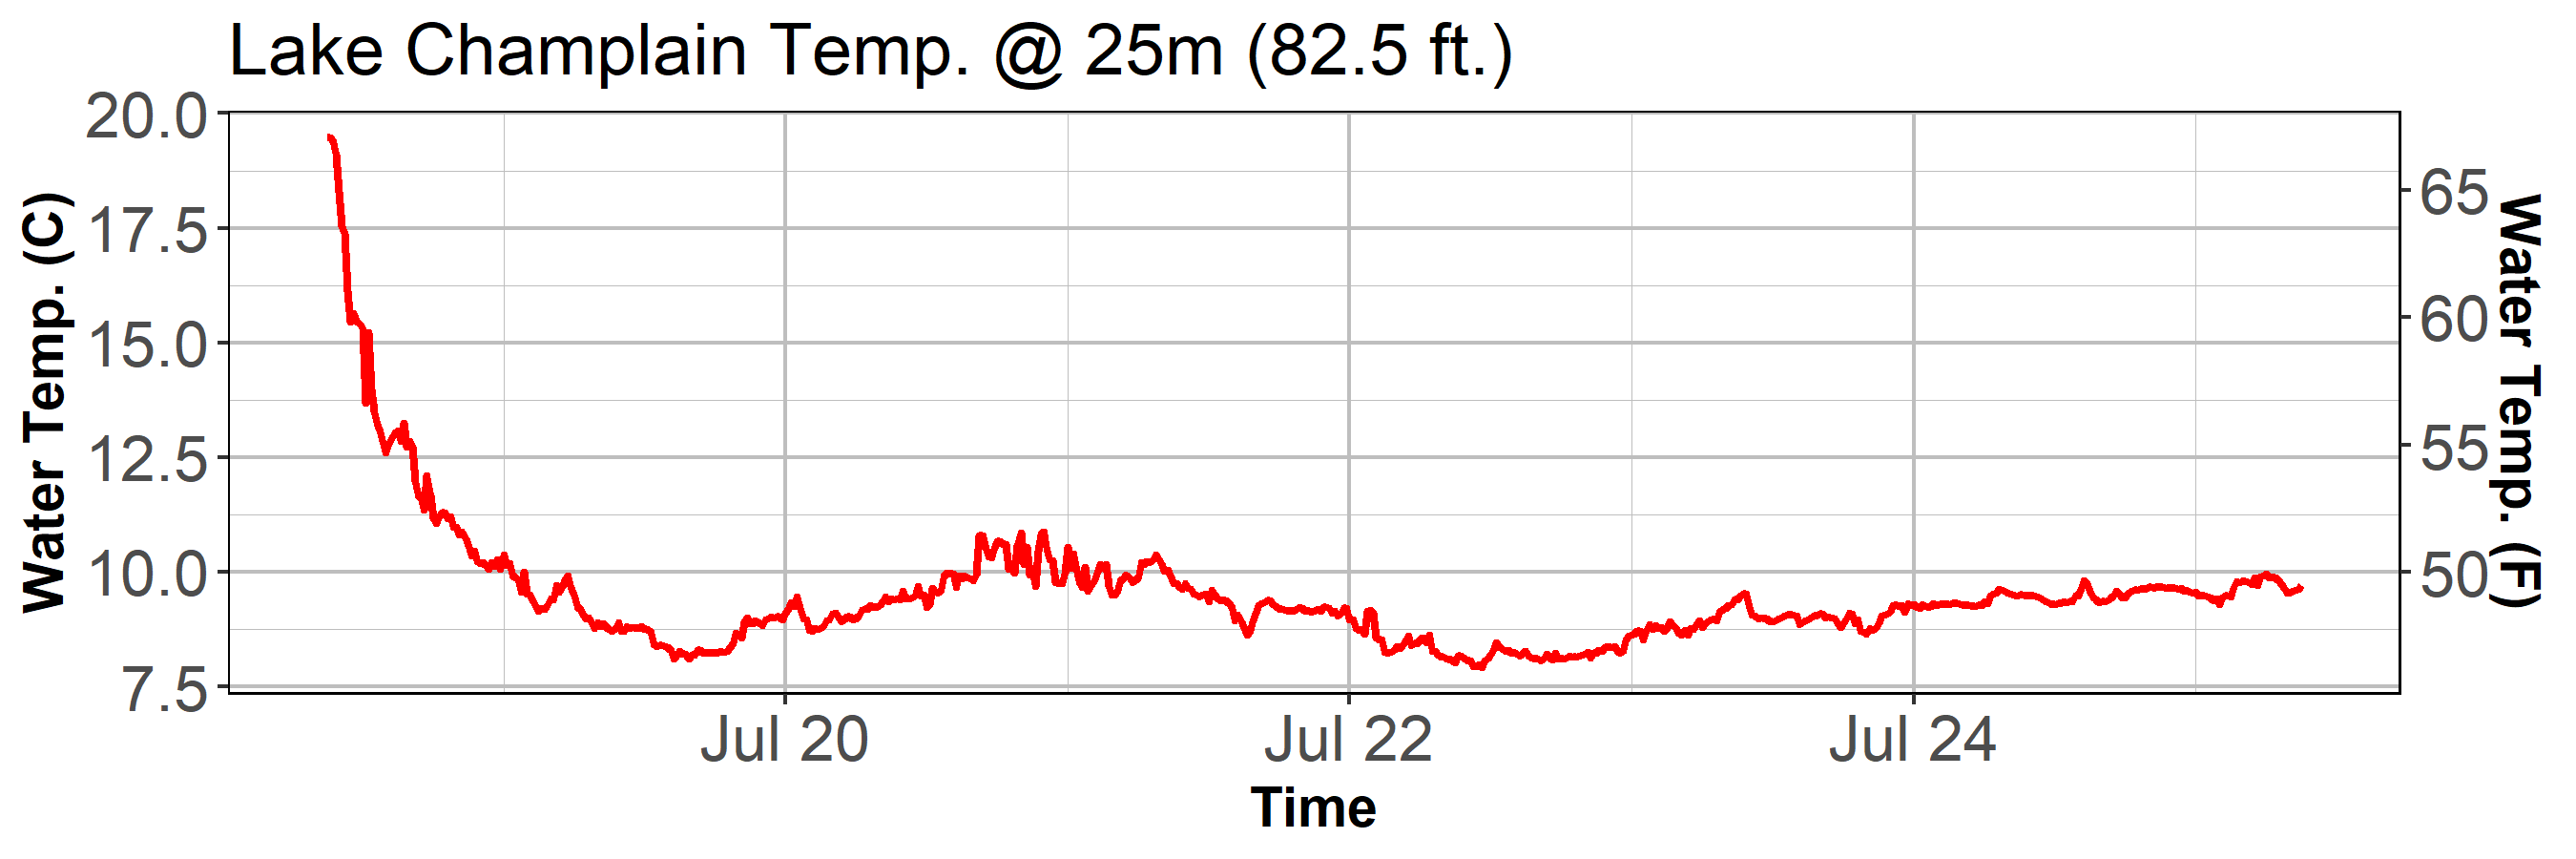 Lake Champlain Temp. @ 25m (82.5 ft.)
Water Temp. (C)
20.0
17.5
15.0
12.5
10.0
7.5
65
60
55
50
Water Temp. (F)
Jul 20 Jul 22 Jul 24
Time